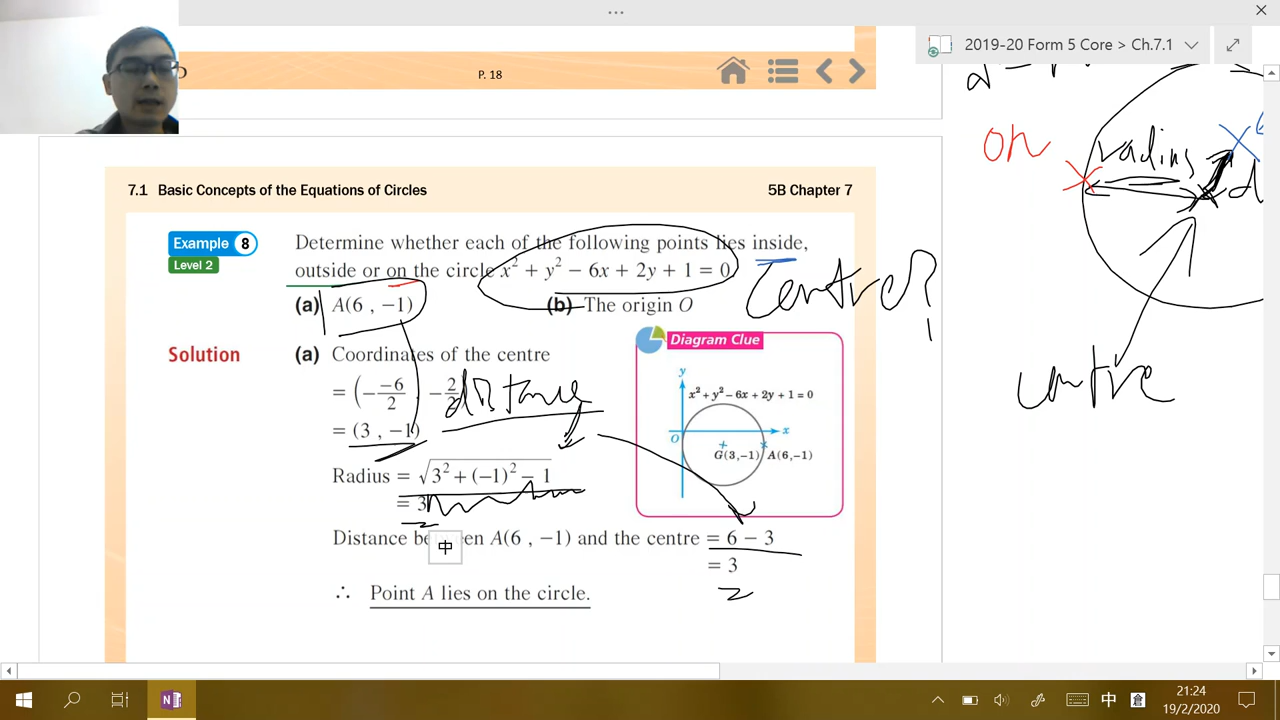 P. 18
2019-20 Form 5 Core > Ch.7.1
7.1 Basic Concepts of the Equations of Circles
5B Chapter 7
Example 8
Level 2
Determine whether each of the following points lies inside,
outside or on the circle x² + y² − 6x + 2y + 1 = 0.
(a) A(6 , −1)
(b) The origin O
centre?
Solution
(a) Coordinates of the centre
= (− −6/2 , − 2/2
distance
= (3 , −1)
Radius = √3² + (−1)² − 1
= 3
Distance between A(6 , −1) and the centre = 6 − 3
= 3
∴ Point A lies on the circle.
Diagram Clue
y
x² + y² − 6x + 2y + 1 = 0
O
x
G(3,−1)
A(6,−1)
on
radius
d
centre
中
中
倉
21:24
19/2/2020